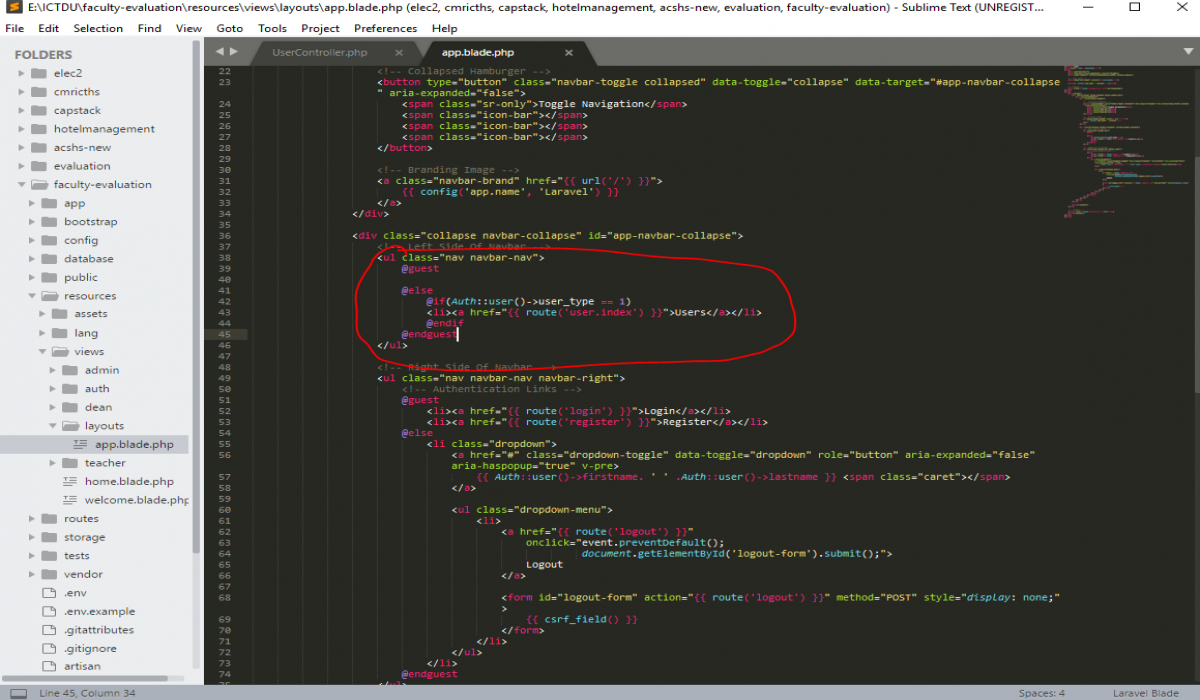 E:\ICTDU\faculty-evaluation\resources\views\layouts\app.blade.php (elec2, cmricths, capstack, hotelmanagement, acshs-new, evaluation, faculty-evaluation) - Sublime Text (UNREGIST...
File Edit Selection Find View Goto Tools Project Preferences Help
FOLDERS
elec2
cmricths
capstack
hotelmanagement
acshs-new
evaluation
faculty-evaluation
app
bootstrap
config
database
public
resources
assets
lang
views
admin
auth
dean
layouts
app.blade.php
teacher
home.blade.php
welcome.blade.php
routes
storage
tests
vendor
.env
.env.example
.gitattributes
.gitignore
artisan
UserController.php × app.blade.php ×
22 <!-- Collapsed Hamburger -->
23 <button type="button" class="navbar-toggle collapsed" data-toggle="collapse" data-target="#app-navbar-collapse
" aria-expanded="false">
24 <span class="sr-only">Toggle Navigation</span>
25 <span class="icon-bar"></span>
26 <span class="icon-bar"></span>
27 <span class="icon-bar"></span>
28 </button>
29
30 <!-- Branding Image -->
31 <a class="navbar-brand" href="{{ url('/') }}">
32 {{ config('app.name', 'Laravel') }}
33 </a>
34 </div>
35
36 <div class="collapse navbar-collapse" id="app-navbar-collapse">
37 <!-- Left Side Of Navbar -->
38 <ul class="nav navbar-nav">
39 @guest
40
41 @else
42 @if(Auth::user()->user_type == 1)
43 <li><a href="{{ route('user.index') }}">Users</a></li>
44 @endif
45 @endguest
46 </ul>
47
48 <!-- Right Side Of Navbar -->
49 <ul class="nav navbar-nav navbar-right">
50 <!-- Authentication Links -->
51 @guest
52 <li><a href="{{ route('login') }}">Login</a></li>
53 <li><a href="{{ route('register') }}">Register</a></li>
54 @else
55 <li class="dropdown">
56 <a href="#" class="dropdown-toggle" data-toggle="dropdown" role="button" aria-expanded="false"
aria-haspopup="true" v-pre>
57 {{ Auth::user()->firstname. ' ' .Auth::user()->lastname }} <span class="caret"></span>
58 </a>
59
60 <ul class="dropdown-menu">
61 <li>
62 <a href="{{ route('logout') }}"
63 onclick="event.preventDefault();
64 document.getElementById('logout-form').submit();">
65 Logout
66 </a>
67
68 <form id="logout-form" action="{{ route('logout') }}" method="POST" style="display: none;"
>
69 {{ csrf_field() }}
70 </form>
71 </li>
72 </ul>
73 </li>
74 @endguest
75 </ul>
Line 45, Column 34 Spaces: 4 Laravel Blade